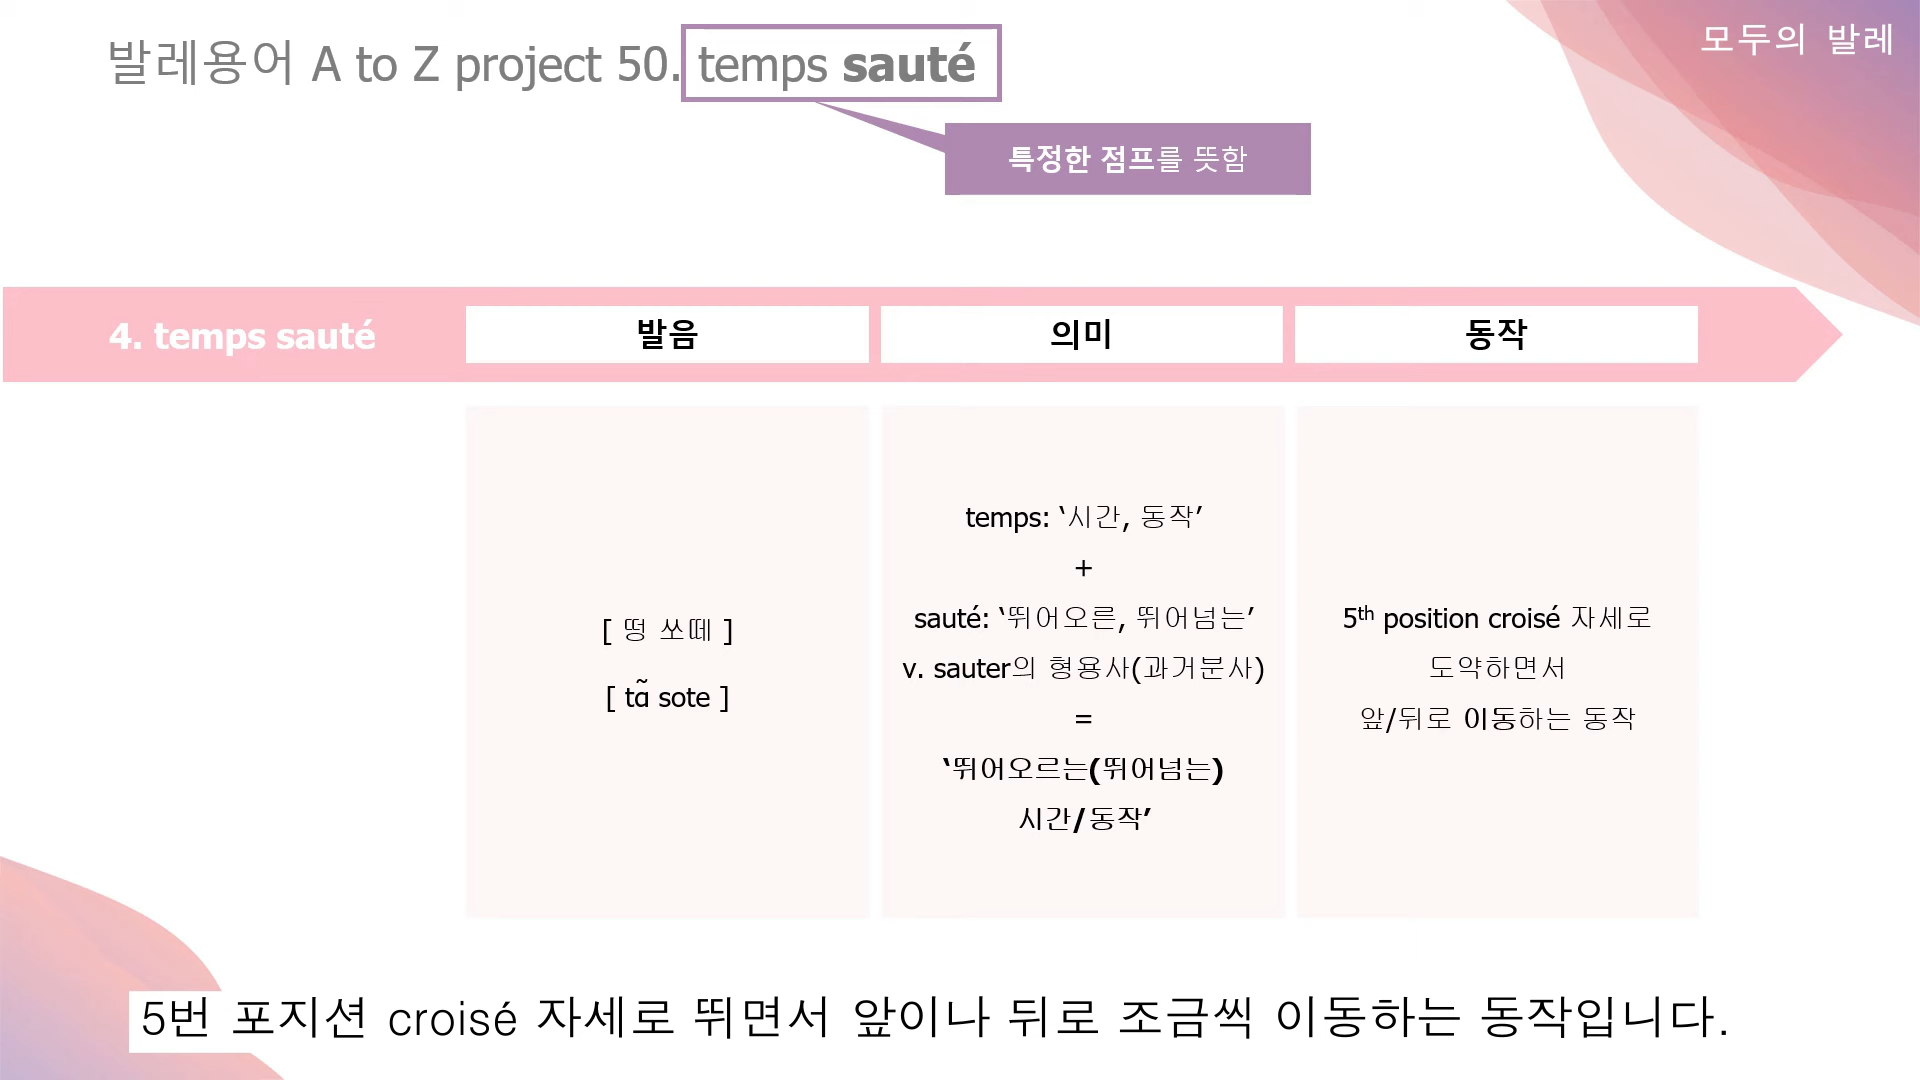 발레용어 A to Z project 50. temps sauté
모두의 발레
특정한 점프를 뜻함
4. temps sauté
발음
의미
동작
[ 떵 쏘떼 ]
[ tɑ̃ sote ]
temps: ‘시간, 동작’
+
sauté: ‘뛰어오른, 뛰어넘는’
v. sauter의 형용사(과거분사)
=
‘뛰어오르는(뛰어넘는)
시간/동작’
5th position croisé 자세로
도약하면서
앞/뒤로 이동하는 동작
5번 포지션 croisé 자세로 뛰면서 앞이나 뒤로 조금씩 이동하는 동작입니다.